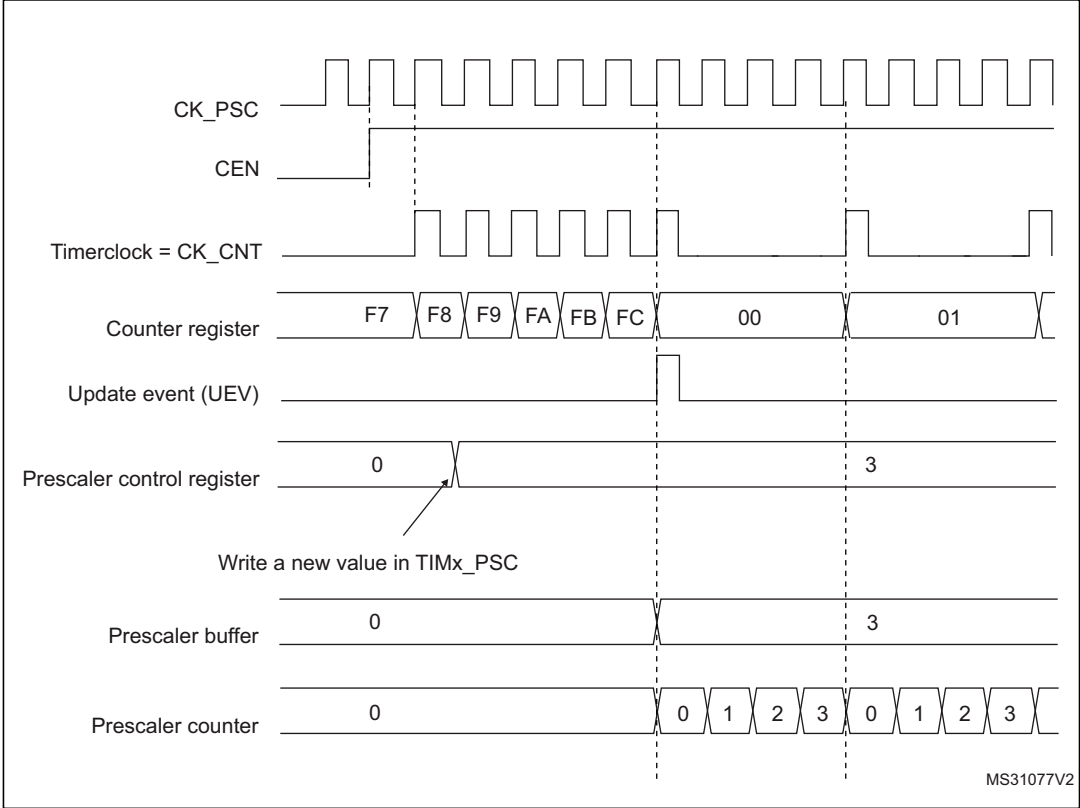 CK_PSC
CEN
Timerclock = CK_CNT
Counter register F7 F8 F9 FA FB FC 00 01
Update event (UEV)
Prescaler control register 0 3
Write a new value in TIMx_PSC
Prescaler buffer 0 3
Prescaler counter 0 0 1 2 3 0 1 2 3
MS31077V2